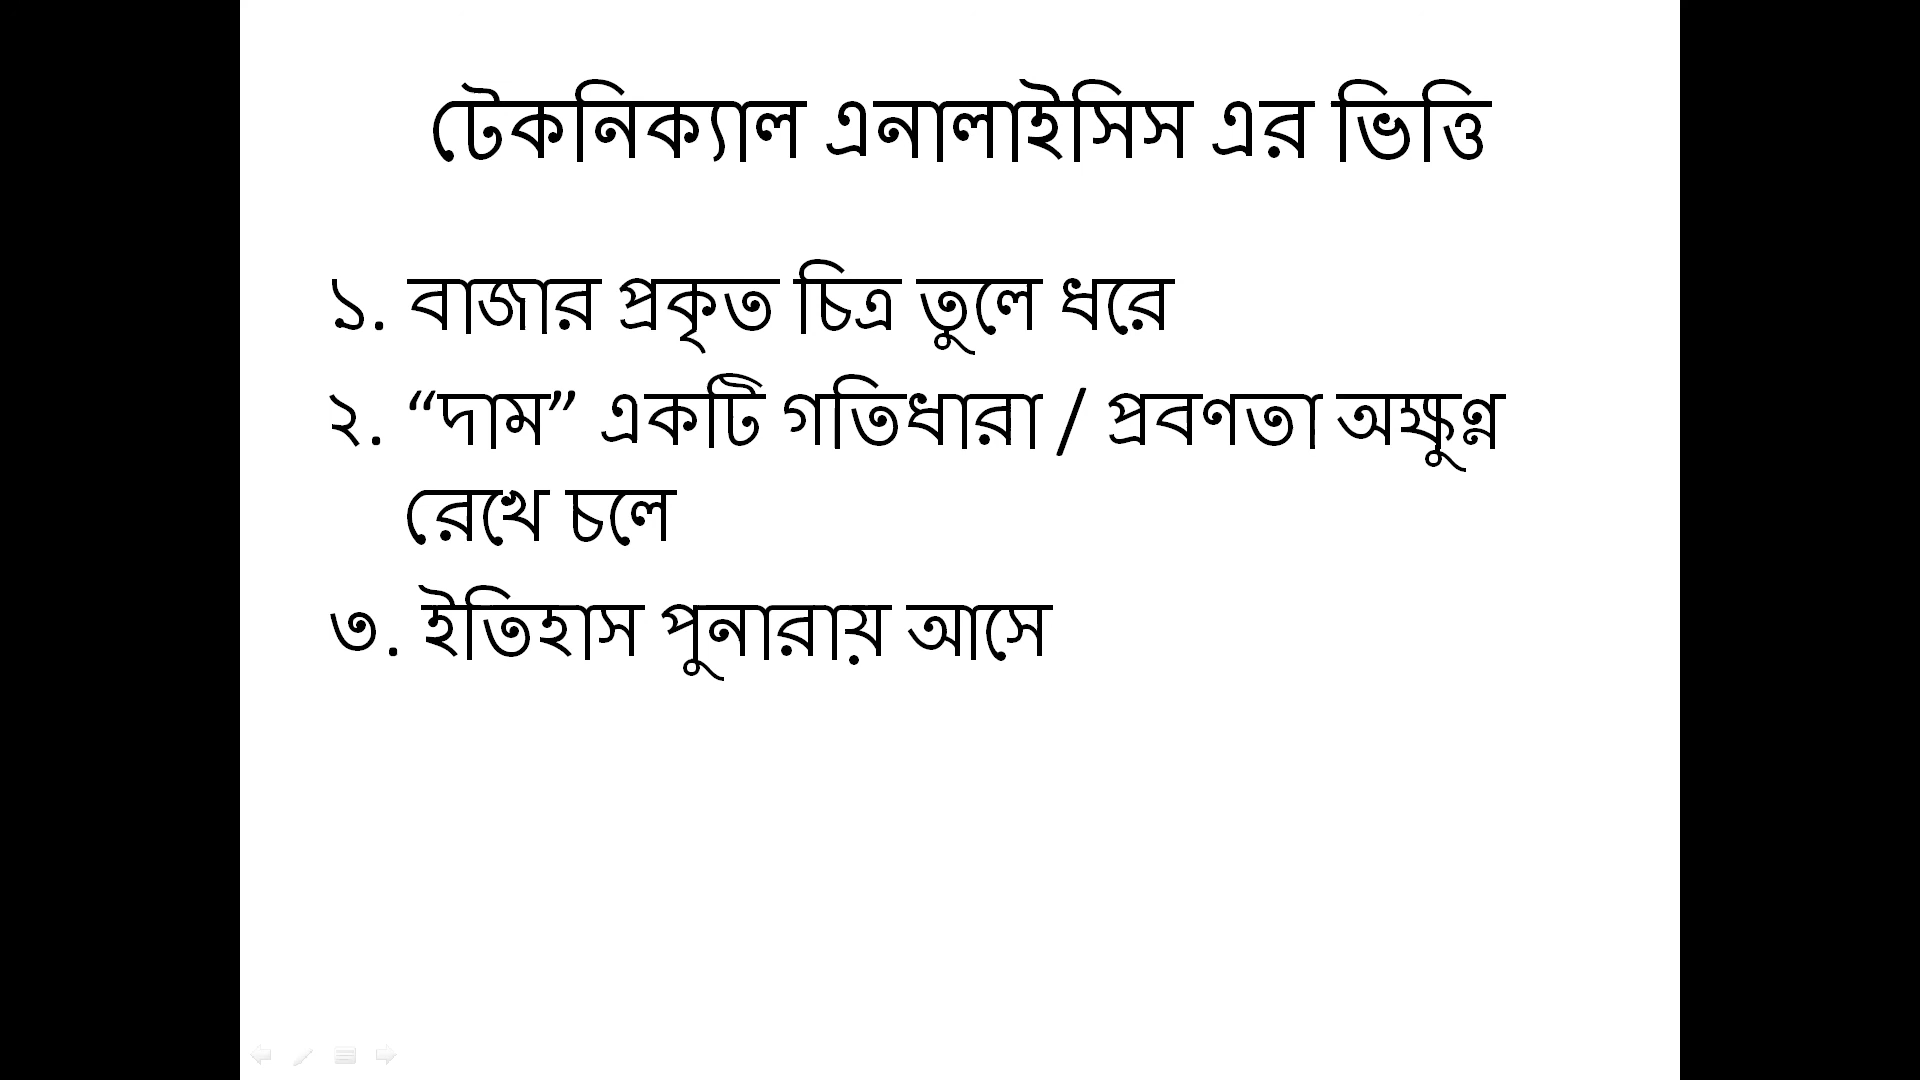 টেকনিক্যাল এনালাইসিস এর ভিত্তি
১. বাজার প্রকৃত চিত্র তুলে ধরে
২. “দাম” একটি গতিধারা / প্রবণতা অক্ষুণ্ন
রেখে চলে
৩. ইতিহাস পুনারায় আসে